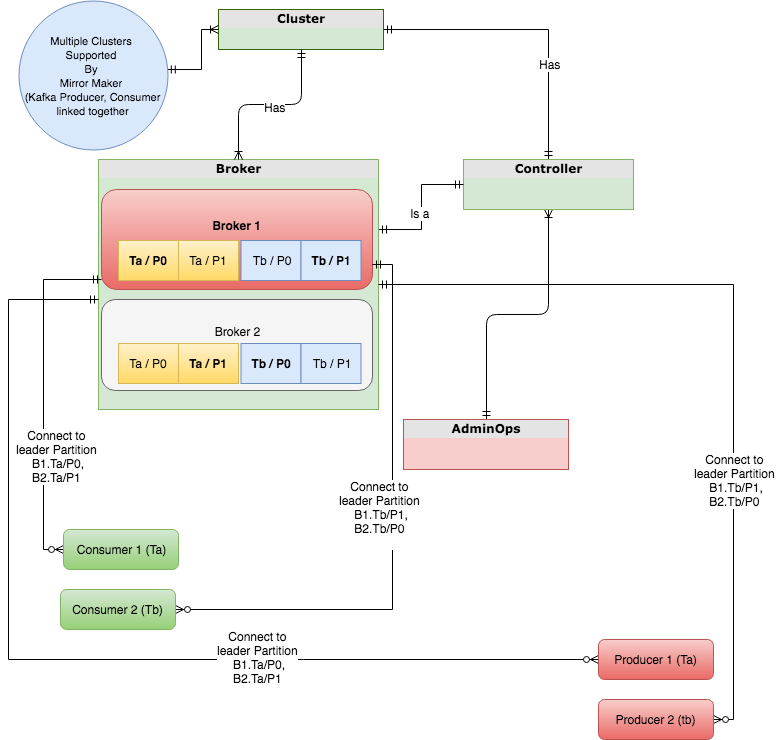 Cluster
Multiple Clusters
Supported
By
Mirror Maker
(Kafka Producer, Consumer
linked together
Has
Has
Broker
Controller
Is a
Broker 1
Ta / P0
Ta / P1
Tb / P0
Tb / P1
Broker 2
Ta / P0
Ta / P1
Tb / P0
Tb / P1
AdminOps
Connect to
leader Partition
B1.Ta/P0,
B2.Ta/P1
Connect to
leader Partition
B1.Tb/P1,
B2.Tb/P0
Connect to
leader Partition
B1.Tb/P1,
B2.Tb/P0
Consumer 1 (Ta)
Consumer 2 (Tb)
Connect to
leader Partition
B1.Ta/P0,
B2.Ta/P1
Producer 1 (Ta)
Producer 2 (tb)